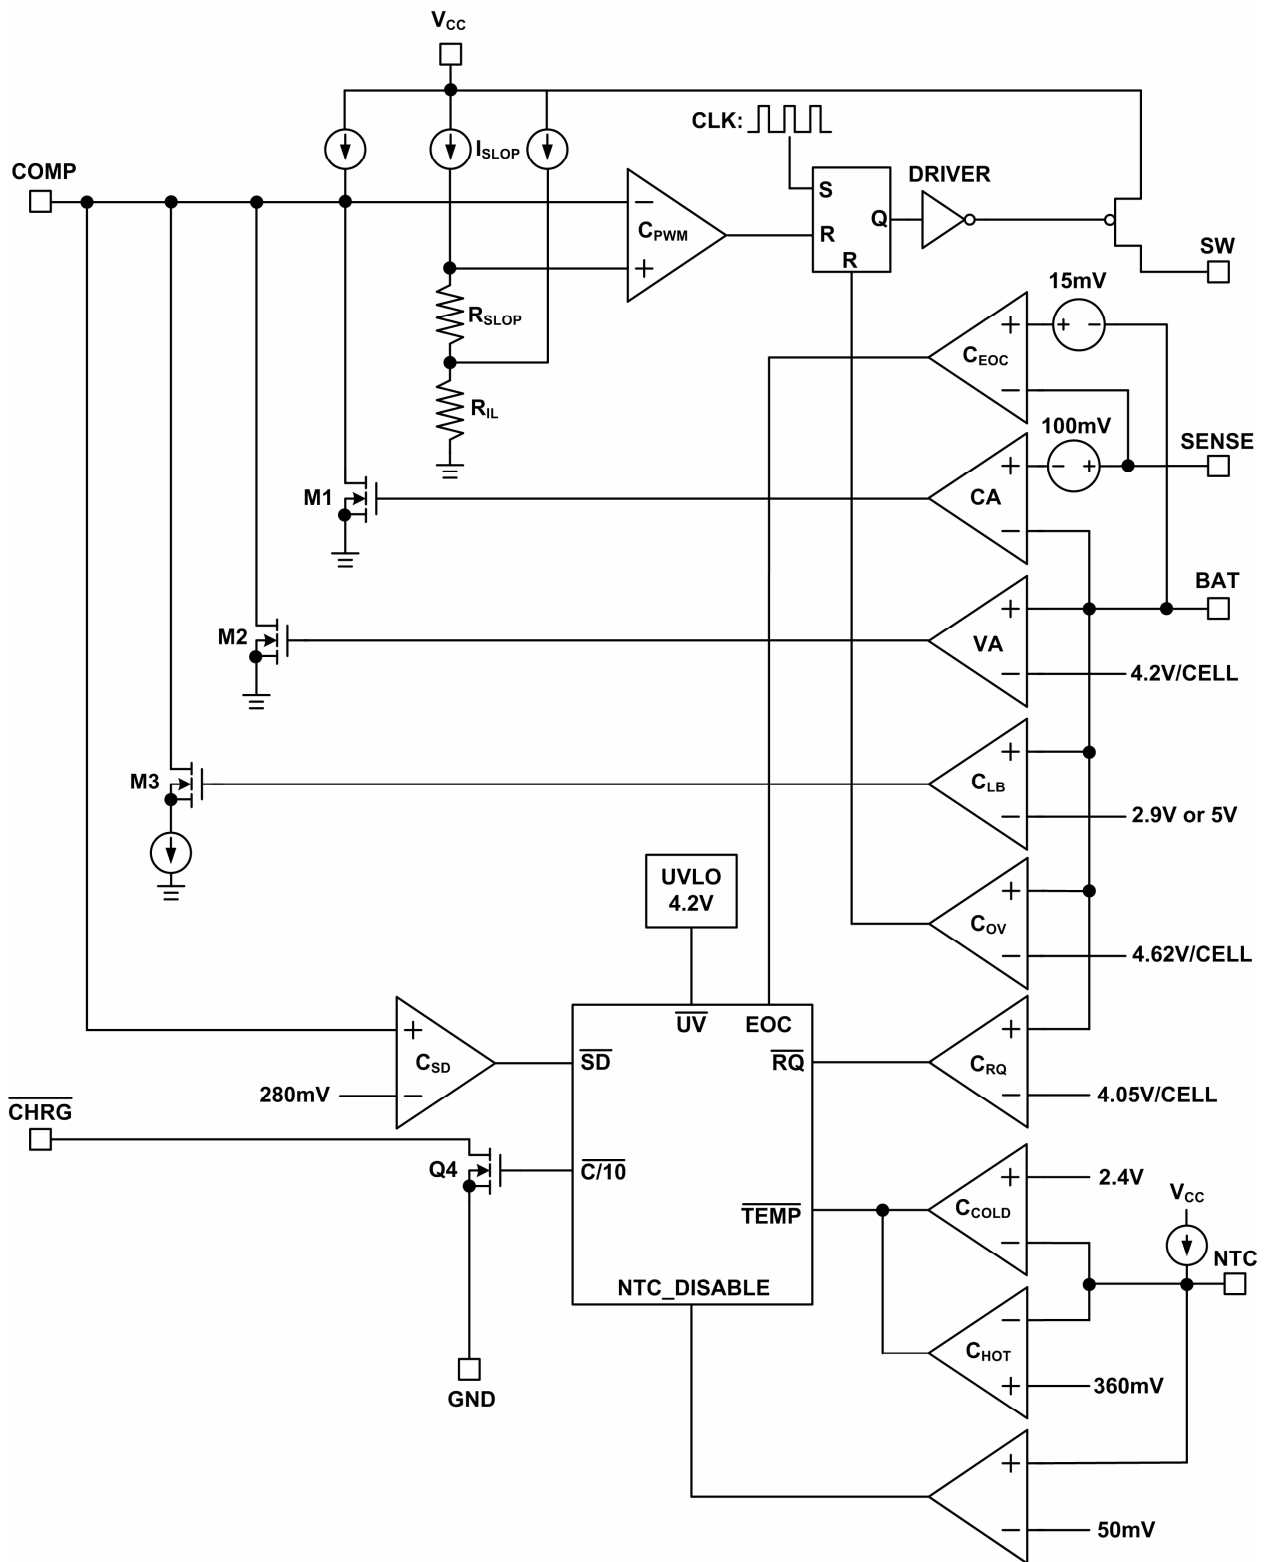 VCC
CLK:
ISLOP
COMP
DRIVER
S
Q
CPWM
R
R
SW
15mV
RSLOP
CEOC
RIL
100mV
SENSE
M1
CA
BAT
M2
VA
4.2V/CELL
M3
CLB
2.9V or 5V
UVLO
4.2V
COV
4.62V/CELL
UV
EOC
SD
RQ
CSD
CRQ
280mV
4.05V/CELL
CHRG
Q4
C/10
2.4V
TEMP
CCOLD
VCC
NTC
NTC_DISABLE
CHOT
360mV
GND
50mV